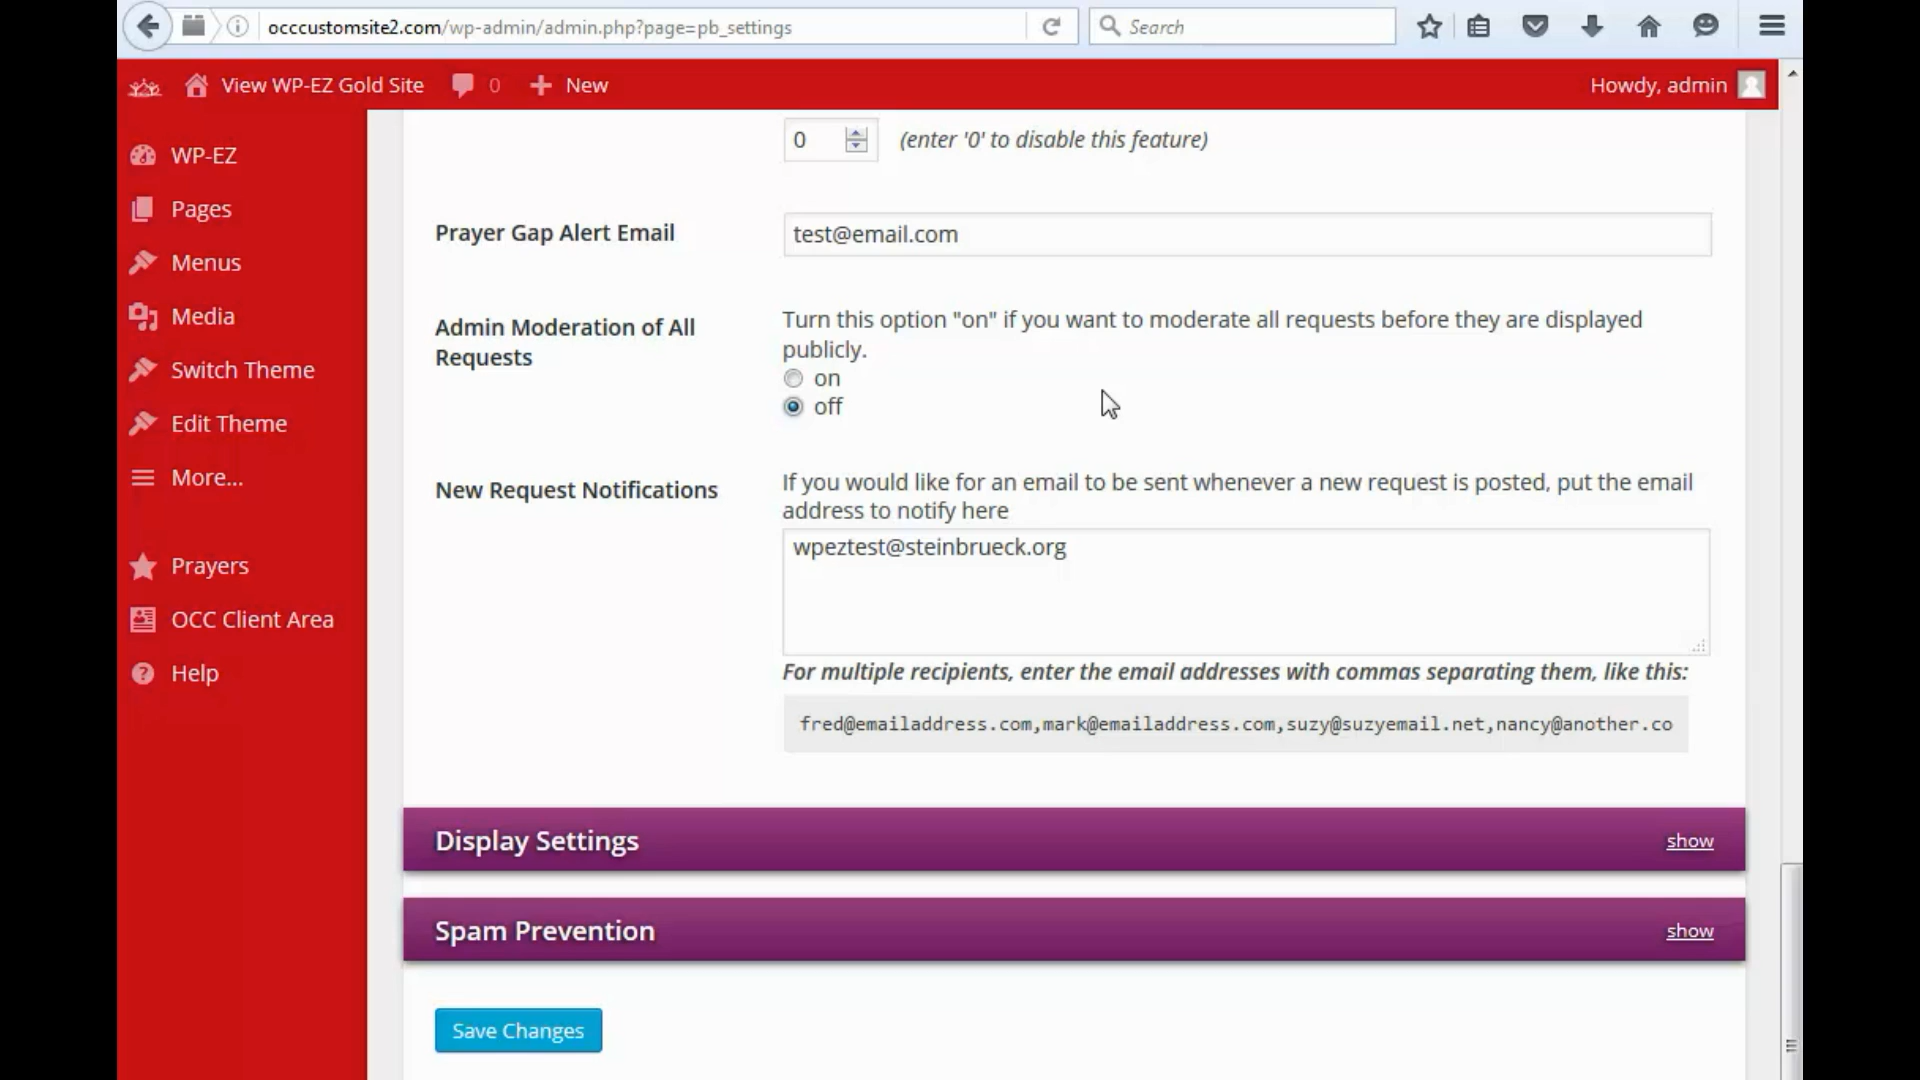 occcustomsite2.com/wp-admin/admin.php?page=pb_settings
Search
View WP-EZ Gold Site
0
New
Howdy, admin
WP-EZ
Pages
Menus
Media
Switch Theme
Edit Theme
More...
Prayers
OCC Client Area
Help
0
(enter '0' to disable this feature)
Prayer Gap Alert Email
test@email.com
Admin Moderation of All
Requests
Turn this option "on" if you want to moderate all requests before they are displayed
publicly.
on
off
New Request Notifications
If you would like for an email to be sent whenever a new request is posted, put the email
address to notify here
wpeztest@steinbrueck.org
For multiple recipients, enter the email addresses with commas separating them, like this:
fred@emailaddress.com,mark@emailaddress.com,suzy@suzyemail.net,nancy@another.co
Display Settings
show
Spam Prevention
show
Save Changes